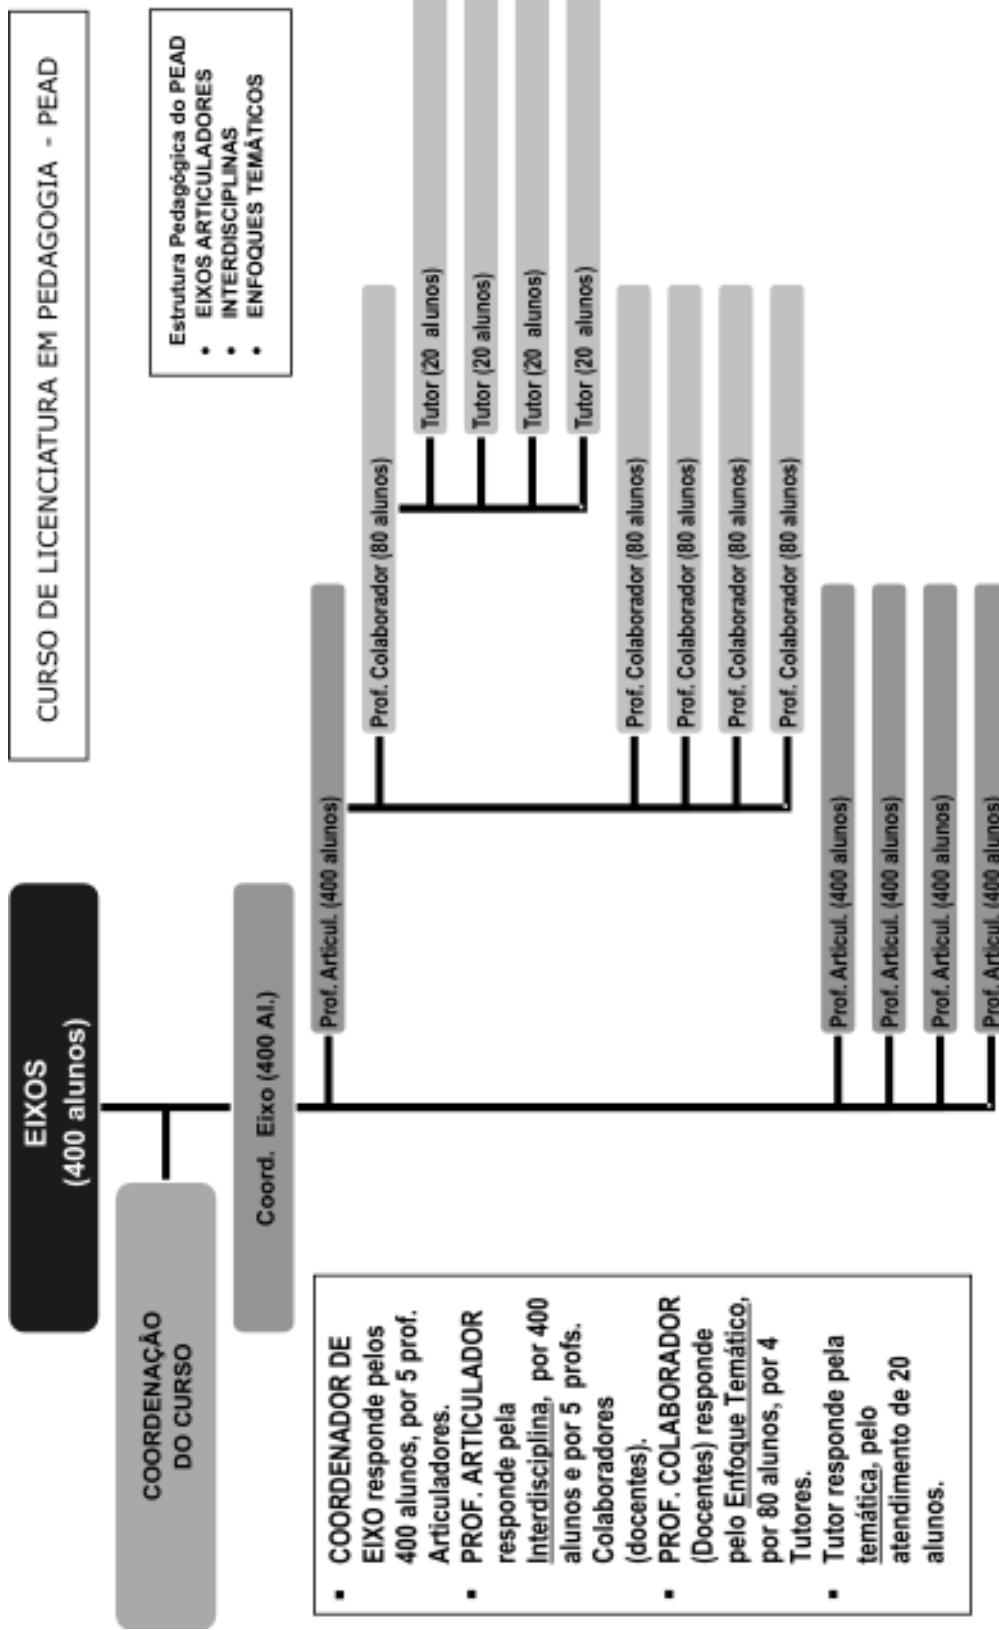 CURSO DE LICENCIATURA EM PEDAGOGIA - PEAD
EIXOS
(400 alunos)
COORDENAÇÃO
DO CURSO
Estrutura Pedagógica do PEAD
• EIXOS ARTICULADORES
• INTERDISCIPLINAS
• ENFOQUES TEMÁTICOS
Coord. Eixo (400 Al.)
Prof. Articul. (400 alunos)
Prof. Colaborador (80 alunos)
Tutor (20 alunos)
Tutor (20 alunos)
Tutor (20 alunos)
Tutor (20 alunos)
Prof. Colaborador (80 alunos)
Prof. Colaborador (80 alunos)
Prof. Colaborador (80 alunos)
Prof. Colaborador (80 alunos)
Prof. Articul. (400 alunos)
Prof. Articul. (400 alunos)
Prof. Articul. (400 alunos)
Prof. Articul. (400 alunos)
▪ COORDENADOR DE
EIXO responde pelos
400 alunos, por 5 prof.
Articuladores.
▪ PROF. ARTICULADOR
responde pela
Interdisciplina, por 400
alunos e por 5 profs.
Colaboradores
(docentes).
▪ PROF. COLABORADOR
(Docentes) responde
pelo Enfoque Temático,
por 80 alunos, por 4
Tutores.
▪ Tutor responde pela
temática, pelo
atendimento de 20
alunos.